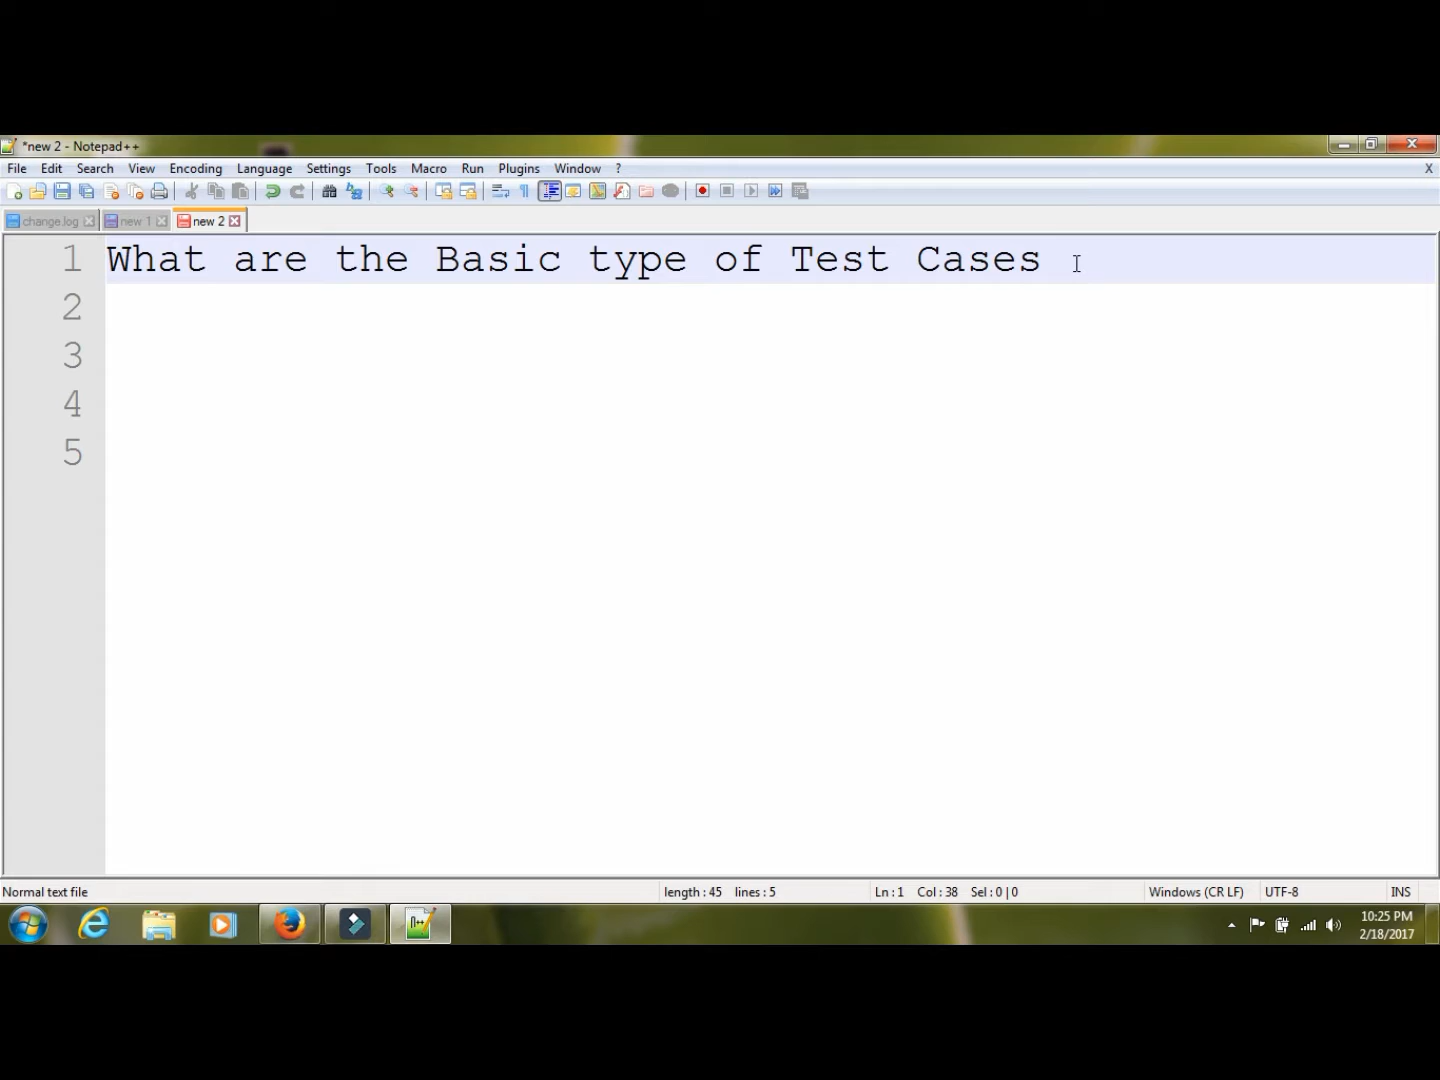 *new 2 - Notepad++
File Edit Search View Encoding Language Settings Tools Macro Run Plugins Window ? X
change.log new 1 new 2
1 What are the Basic type of Test Cases
2
3
4
5
Normal text file length : 45 lines : 5 Ln : 1 Col : 38 Sel : 0 | 0 Windows (CR LF) UTF-8 INS
10:25 PM
2/18/2017